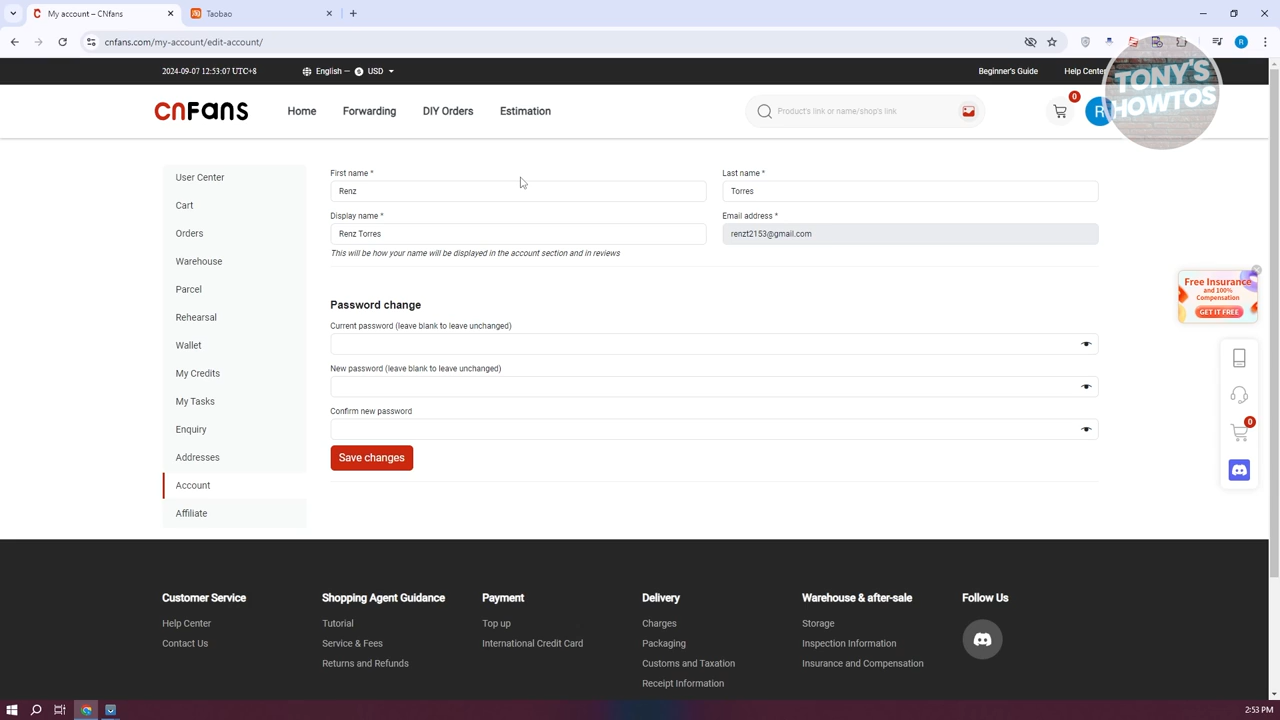 My account – CNfans
Taobao
cnfans.com/my-account/edit-account/
R
2024-09-07 12:53:07 UTC+8
English — USD
Beginner's Guide
Help Center
CNFANS
Home
Forwarding
DIY Orders
Estimation
Product's link or name/shop's link
0
R
TONY'S
HOWTOS
User Center
Cart
Orders
Warehouse
Parcel
Rehearsal
Wallet
My Credits
My Tasks
Enquiry
Addresses
Account
Affiliate
First name *
Renz
Last name *
Torres
Display name *
Renz Torres
Email address *
renzt2153@gmail.com
This will be how your name will be displayed in the account section and in reviews
Password change
Current password (leave blank to leave unchanged)
New password (leave blank to leave unchanged)
Confirm new password
Save changes
Free Insurance
and 100%
Compensation
GET IT FREE
0
Customer Service
Help Center
Contact Us
Shopping Agent Guidance
Tutorial
Service & Fees
Returns and Refunds
Payment
Top up
International Credit Card
Delivery
Charges
Packaging
Customs and Taxation
Receipt Information
Warehouse & after-sale
Storage
Inspection Information
Insurance and Compensation
Follow Us
2:53 PM